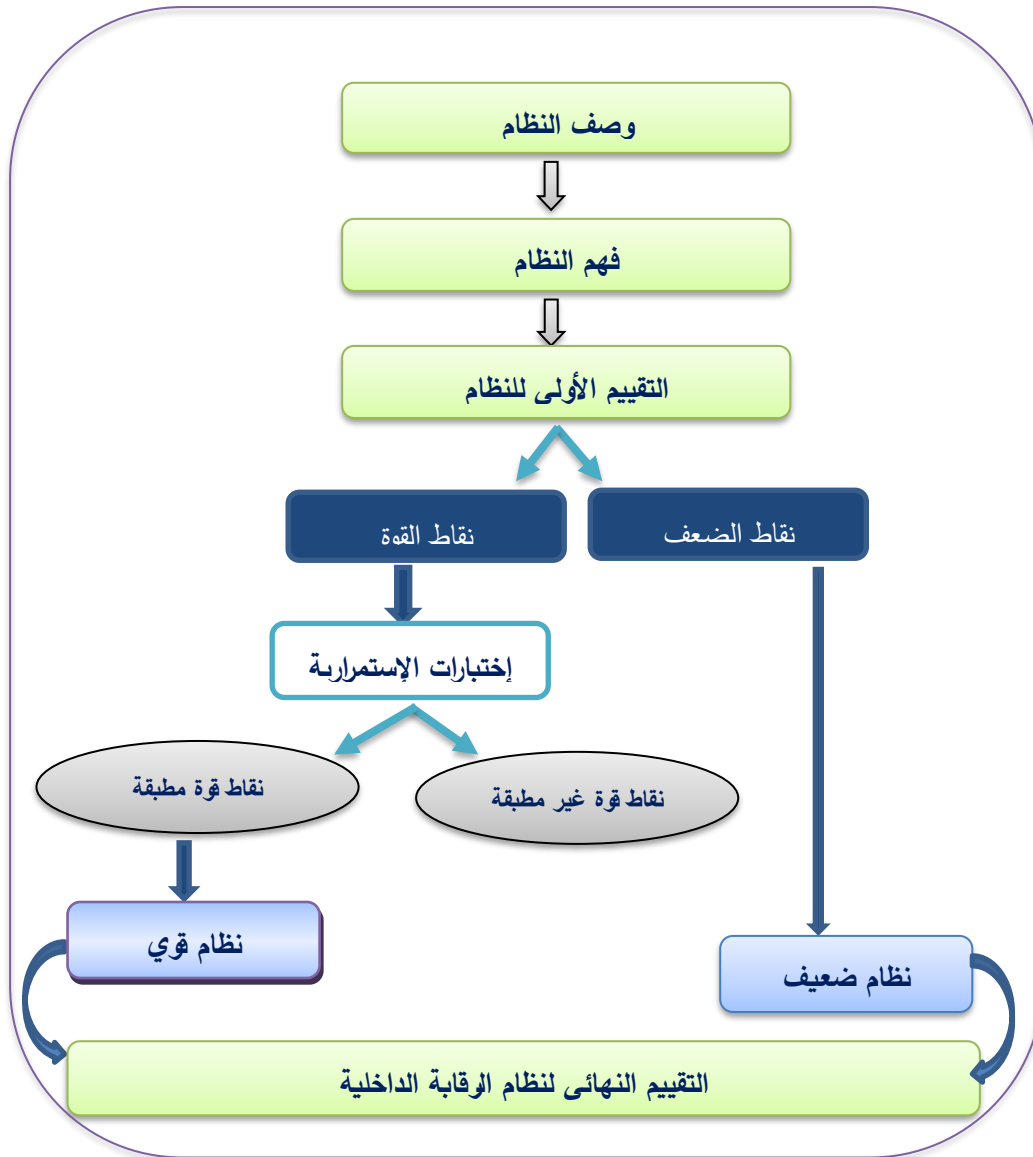 وصف النظام
فهم النظام
التقييم الأولى للنظام
نقاط الضعف
نقاط القوة
إختبارات الإستمرارية
نقاط قوة مطبقة
نقاط قوة غير مطبقة
نظام قوي
نظام ضعيف
التقييم النهائى لنظام الرقابة الداخلية